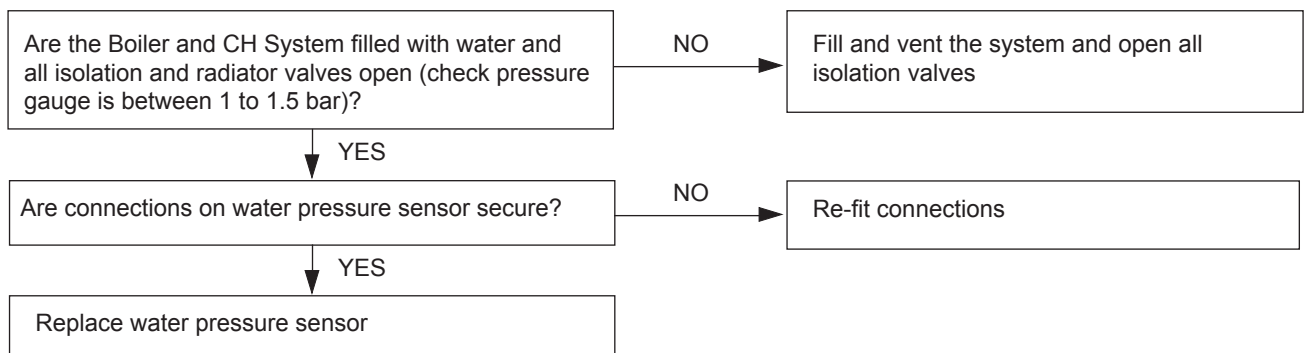 Are the Boiler and CH System filled with water and
all isolation and radiator valves open (check pressure
gauge is between 1 to 1.5 bar)?
NO
Fill and vent the system and open all
isolation valves
YES
Are connections on water pressure sensor secure?
NO
Re-fit connections
YES
Replace water pressure sensor